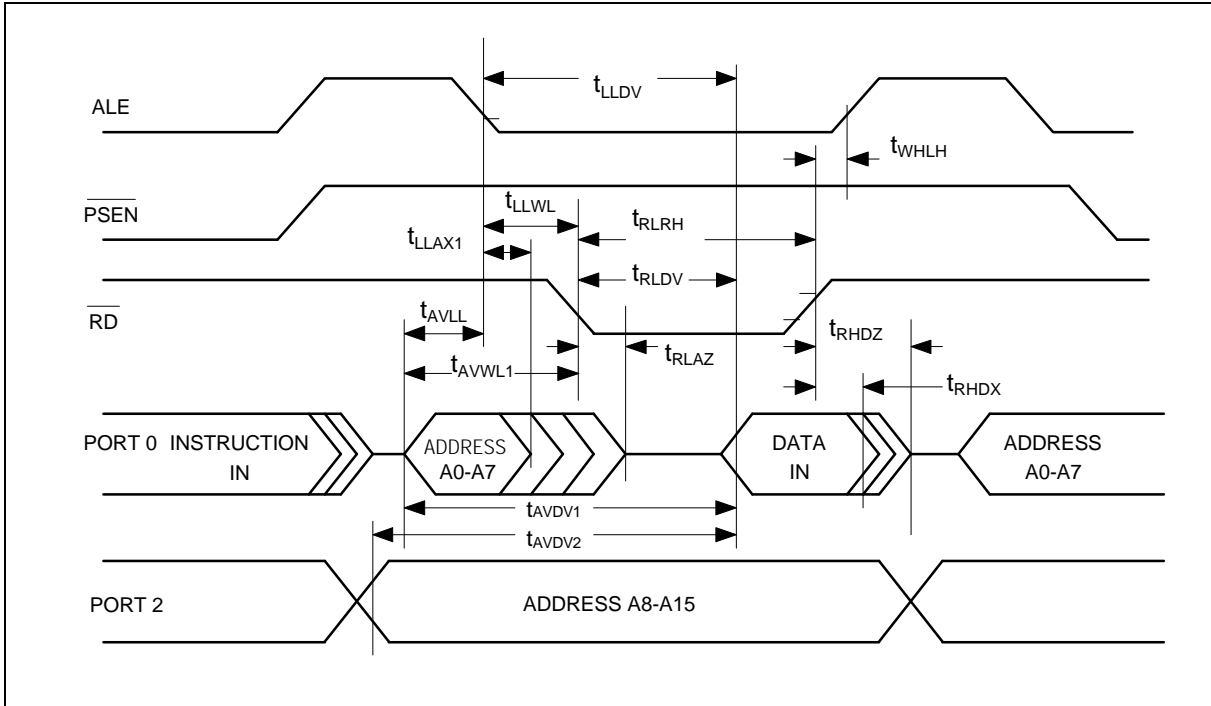 ALE
tLLDV
tWHLH
PSEN
tLLWL
tRLRH
tLLAX1
tRLDV
RD
tAVLL
tRLAZ
tRHDZ
tAVWL1
tRHDX
PORT 0 INSTRUCTION
IN
ADDRESS
A0-A7
DATA
IN
ADDRESS
A0-A7
tAVDV1
tAVDV2
PORT 2
ADDRESS A8-A15